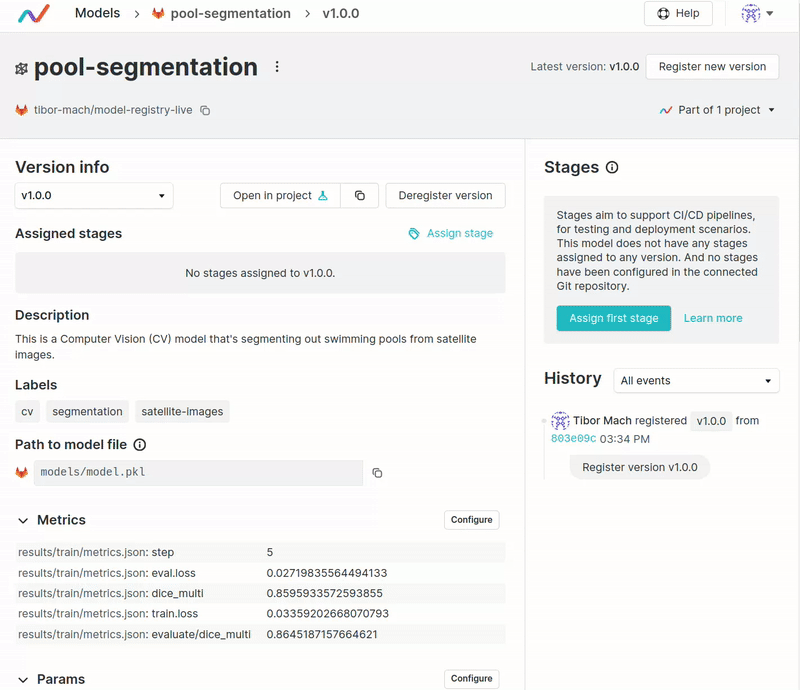 Models > pool-segmentation > v1.0.0
Help
pool-segmentation
Latest version: v1.0.0
Register new version
tibor-mach/model-registry-live
Part of 1 project
Version info
v1.0.0
Open in project
Deregister version
Assigned stages
Assign stage
No stages assigned to v1.0.0.
Description
This is a Computer Vision (CV) model that's segmenting out swimming pools from satellite
images.
Labels
cv
segmentation
satellite-images
Path to model file
models/model.pkl
Metrics
Configure
results/train/metrics.json: step 5
results/train/metrics.json: eval.loss 0.02719835564494133
results/train/metrics.json: dice_multi 0.8595933572593855
results/train/metrics.json: train.loss 0.03359202668070793
results/train/metrics.json: evaluate/dice_multi 0.8645187157664621
Params
Configure
Stages
Stages aim to support CI/CD pipelines,
for testing and deployment scenarios.
This model does not have any stages
assigned to any version. And no stages
have been configured in the connected
Git repository.
Assign first stage
Learn more
History
All events
Tibor Mach registered v1.0.0 from
803e09c 03:34 PM
Register version v1.0.0